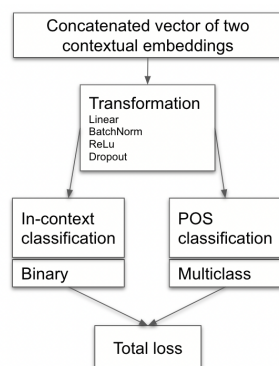 Concatenated vector of two
contextual embeddings
Transformation
Linear
BatchNorm
ReLu
Dropout
In-context
classification
Binary
POS
classification
Multiclass
Total loss